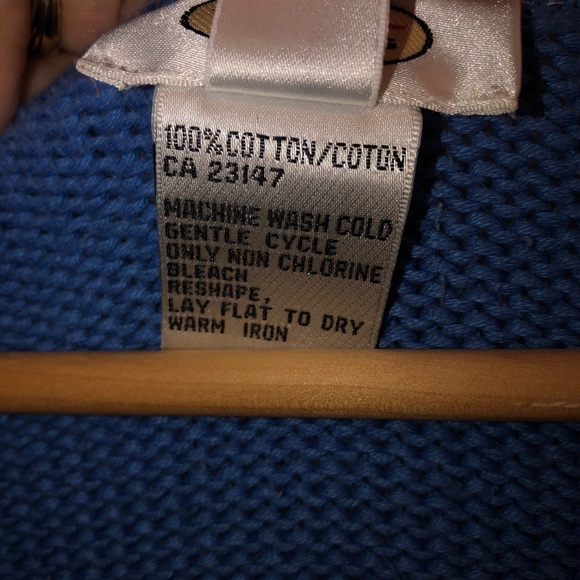 100% COTTON/COTON
CA 23147
MACHINE WASH COLD
GENTLE CYCLE
ONLY NON CHLORINE
BLEACH
RESHAPE,
LAY FLAT TO DRY
WARM IRON